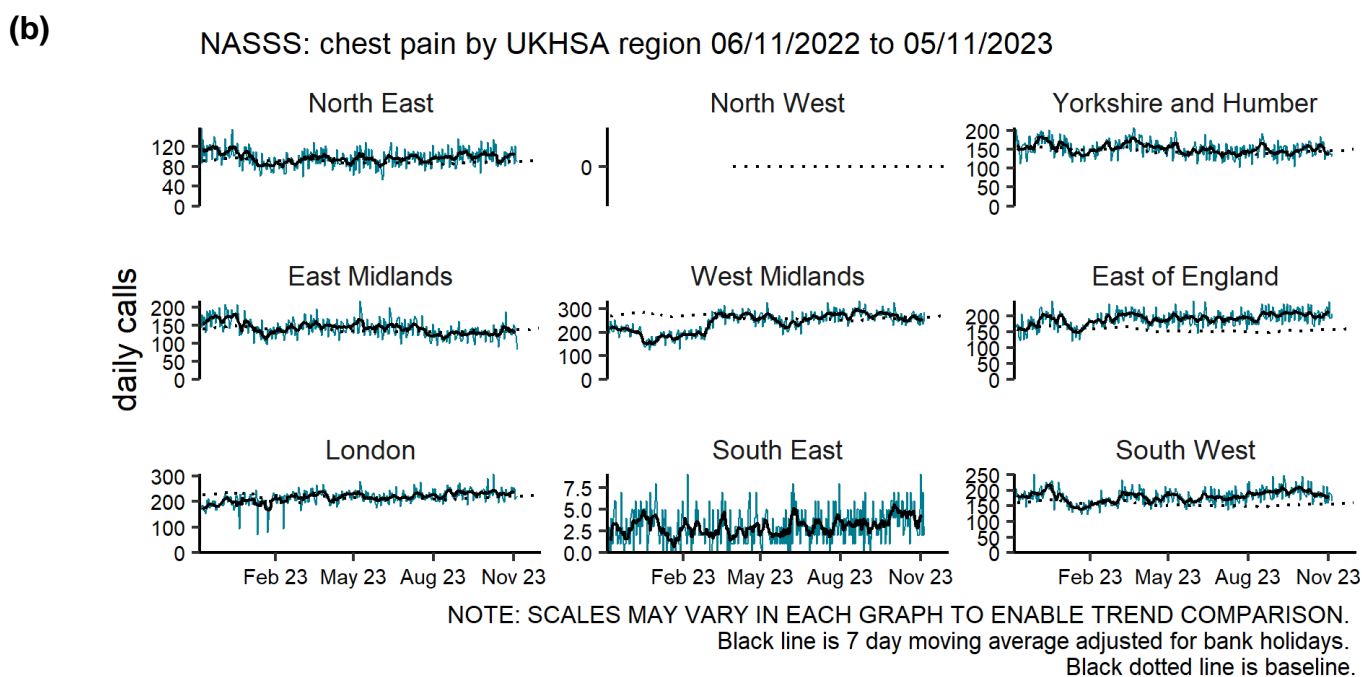 (b)
NASSS: chest pain by UKHSA region 06/11/2022 to 05/11/2023
North East
120
80
40
0
North West
0
Yorkshire and Humber
200
150
100
50
0
daily calls
East Midlands
200
150
100
50
0
West Midlands
300
200
100
0
East of England
200
150
100
50
0
London
300
200
100
0
Feb 23 May 23 Aug 23 Nov 23
South East
7.5
5.0
2.5
0.0
Feb 23 May 23 Aug 23 Nov 23
South West
250
200
150
100
50
0
Feb 23 May 23 Aug 23 Nov 23
NOTE: SCALES MAY VARY IN EACH GRAPH TO ENABLE TREND COMPARISON.
Black line is 7 day moving average adjusted for bank holidays.
Black dotted line is baseline.